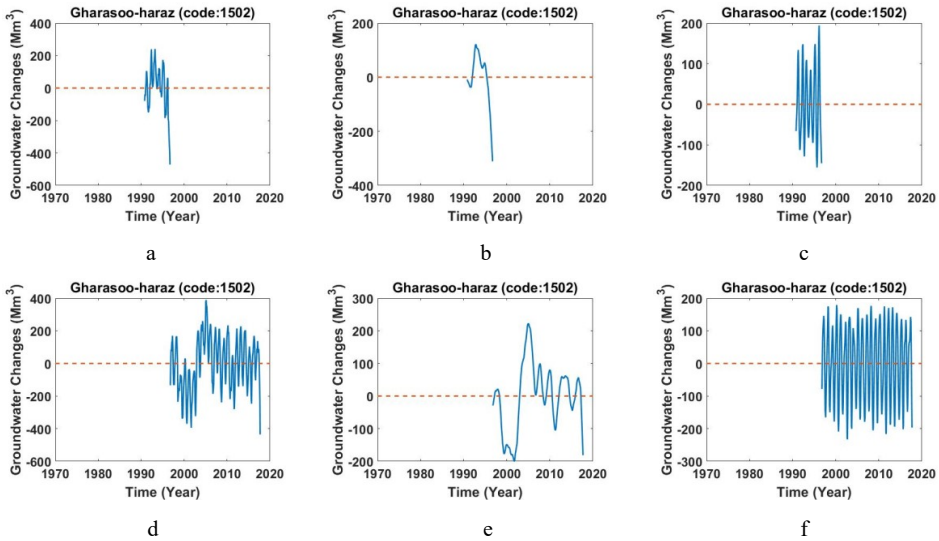 Gharasoo-haraz (code:1502) Gharasoo-haraz (code:1502) Gharasoo-haraz (code:1502)
Groundwater Changes (Mm³) Groundwater Changes (Mm³) Groundwater Changes (Mm³)
400 200 200
200 100
0 0 0
-200 -200 -100
-400
-600 -400 -200
1970 1980 1990 2000 2010 2020 1970 1980 1990 2000 2010 2020 1970 1980 1990 2000 2010 2020
Time (Year) Time (Year) Time (Year)
a b c
Gharasoo-haraz (code:1502) Gharasoo-haraz (code:1502) Gharasoo-haraz (code:1502)
Groundwater Changes (Mm³) Groundwater Changes (Mm³) Groundwater Changes (Mm³)
400 300 200
200 200 100
0 100 0
-200 0 -100
-400 -100 -200
-600 -200 -300
1970 1980 1990 2000 2010 2020 1970 1980 1990 2000 2010 2020 1970 1980 1990 2000 2010 2020
Time (Year) Time (Year) Time (Year)
d e f